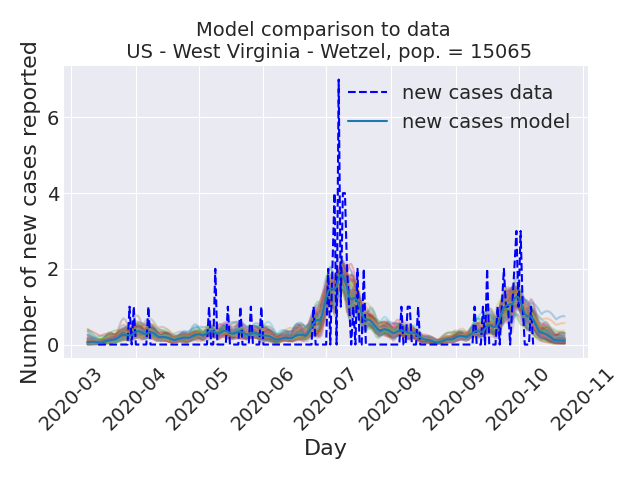 Model comparison to data
US - West Virginia - Wetzel, pop. = 15065
Number of new cases reported
6
4
2
0
new cases data
new cases model
2020-03
2020-04
2020-05
2020-06
2020-07
2020-08
2020-09
2020-10
2020-11
Day